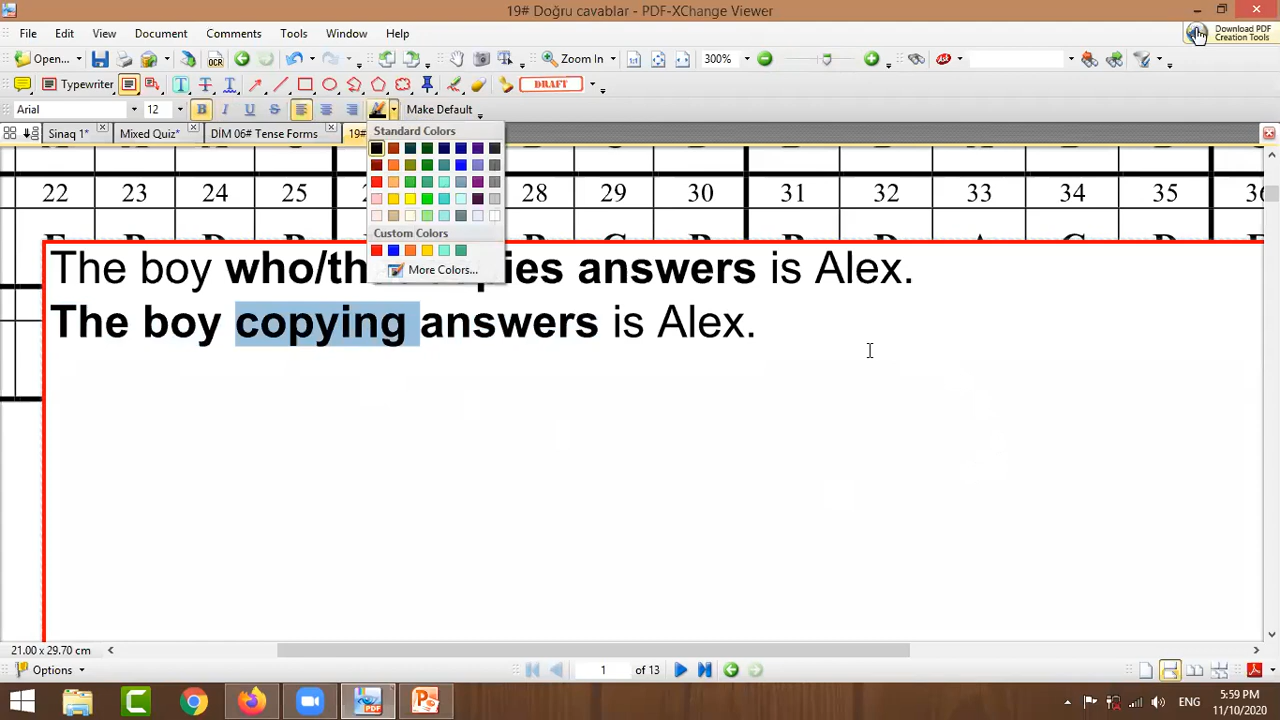 19# Doğru cavablar - PDF-XChange Viewer
File Edit View Document Comments Tools Window Help
Download PDF
Creation Tools
Open... OCR Zoom In 300%
Typewriter DRAFT
Arial 12 B I U S Make Default
Sinaq 1* Mixed Quiz* DIM 06# Tense Forms 19#
Standard Colors
Custom Colors
More Colors...
22 23 24 25 28 29 30 31 32 33 34 35
The boy who/th pies answers is Alex.
The boy copying answers is Alex.
21.00 x 29.70 cm
Options 1 of 13
ENG
5:59 PM
11/10/2020